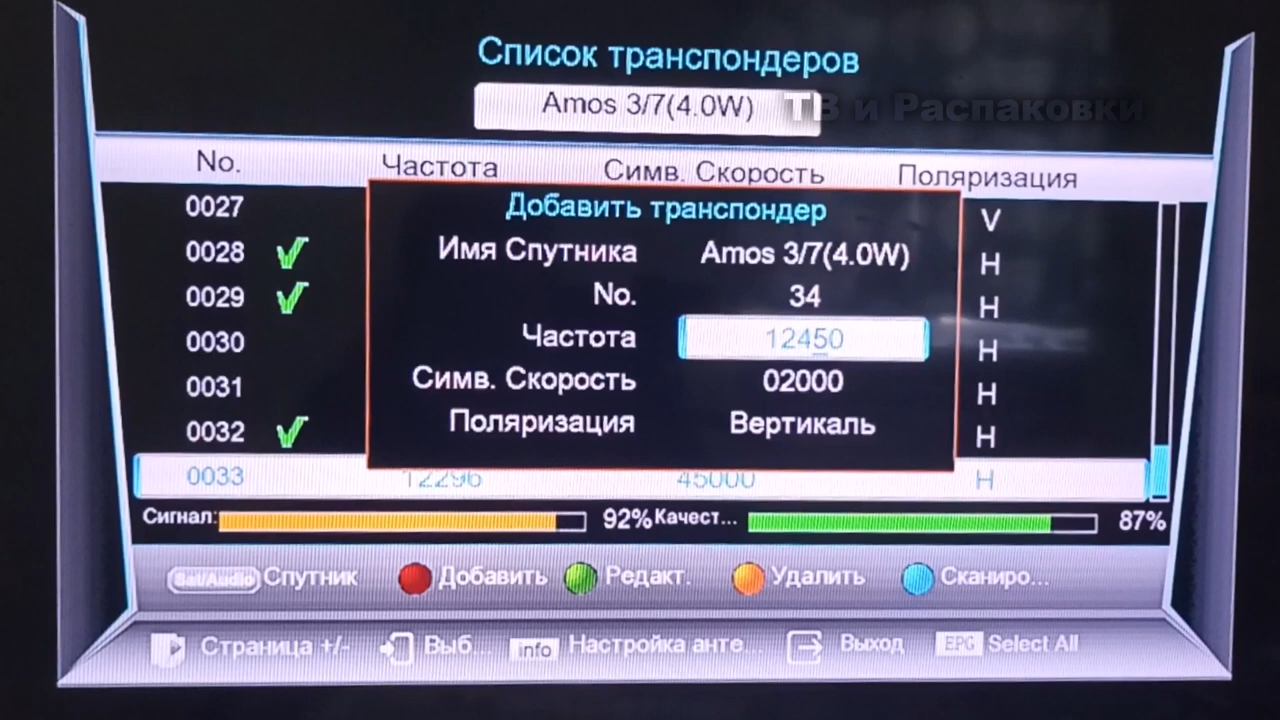 Список транспондеров
Amos 3/7(4.0W)
ТВ и Распаковки
No. Частота Симв. Скорость Поляризация
0027 V
Добавить транспондер
0028 Имя Спутника Amos 3/7(4.0W) H
0029 No. 34 H
0030 Частота 12450 H
0031 Симв. Скорость 02000 H
0032 Поляризация Вертикаль H
0033 12296 45000 H
Сигнал: 92% Качест... 87%
Sat/Audio Спутник Добавить Редакт. Удалить Сканиро...
Страница +/- Выб... info Настройка анте... Выход EPG Select All